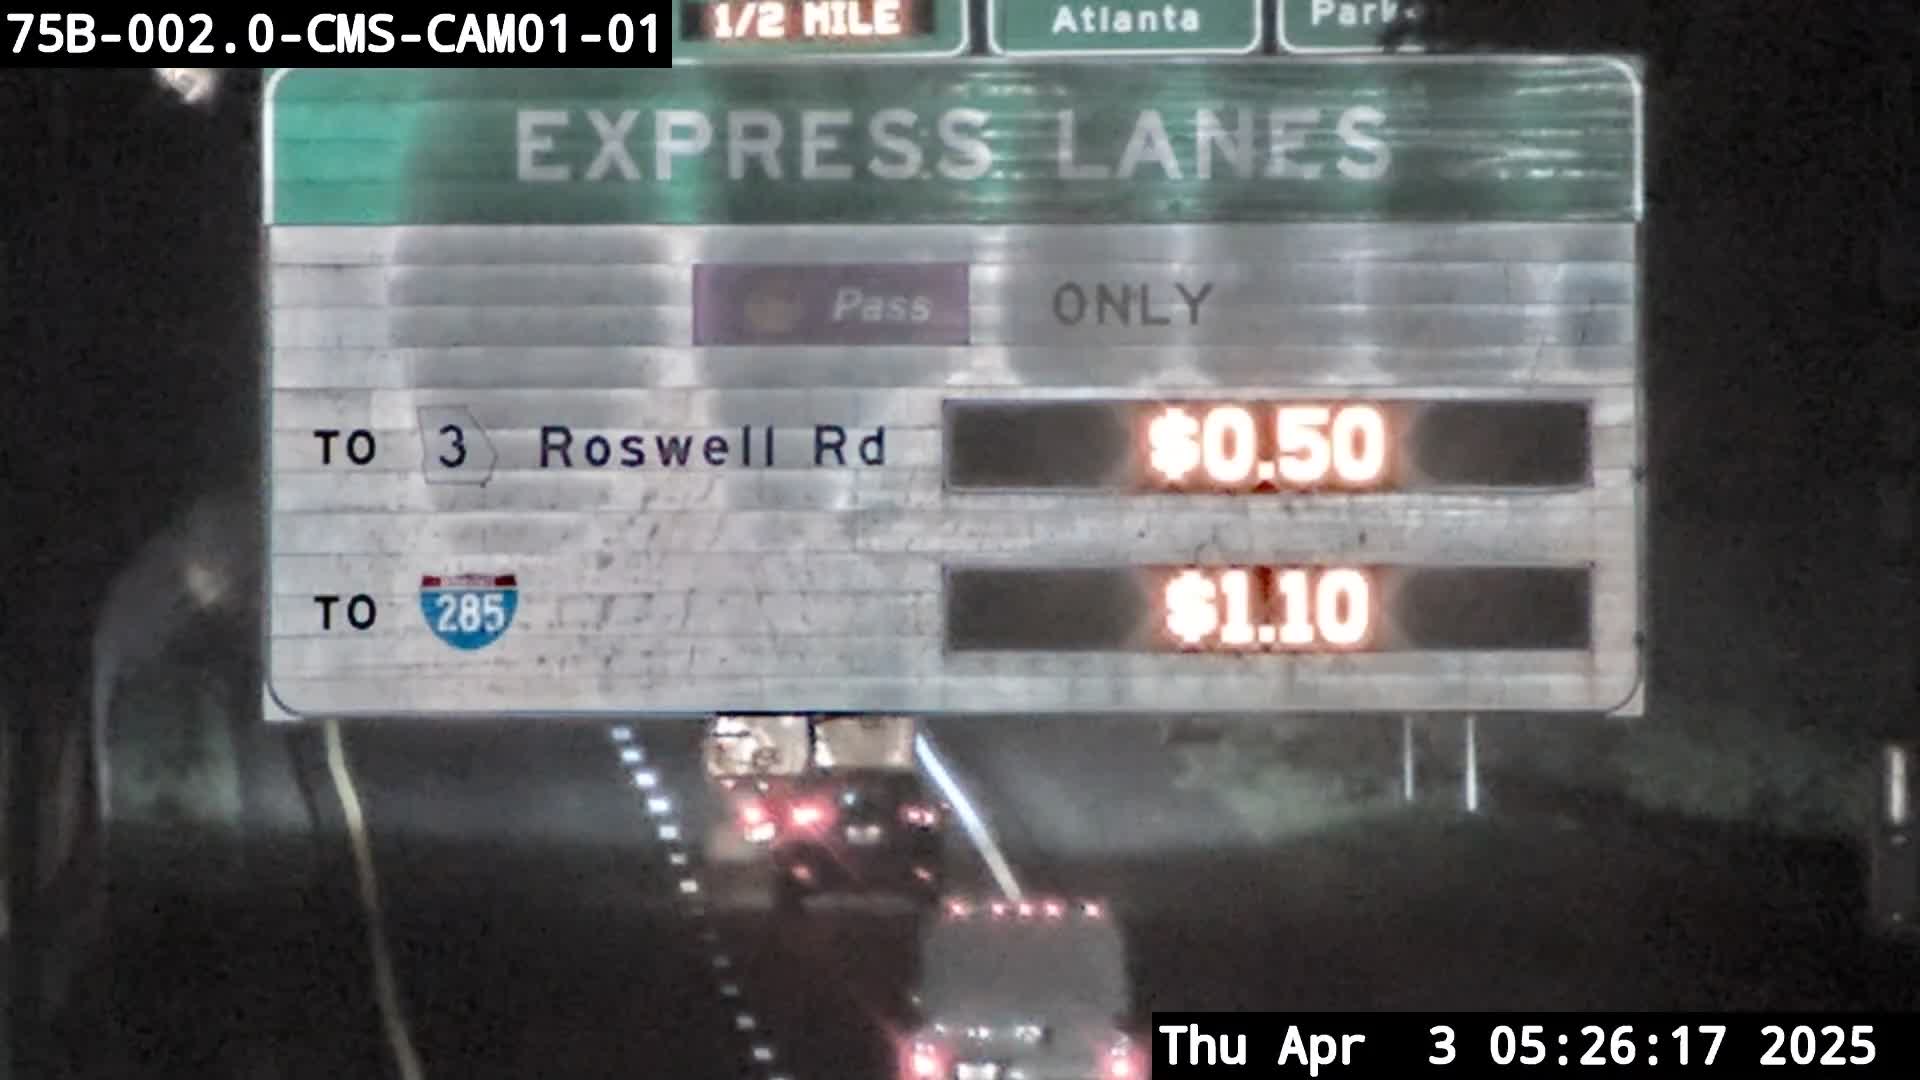 75B-002.0-CMS-CAM01-01
1/2 MILE
Atlanta
Park
EXPRESS LANES
Pass ONLY
TO 3 Roswell Rd $0.50
TO 285 $1.10
Thu Apr 3 05:26:17 2025